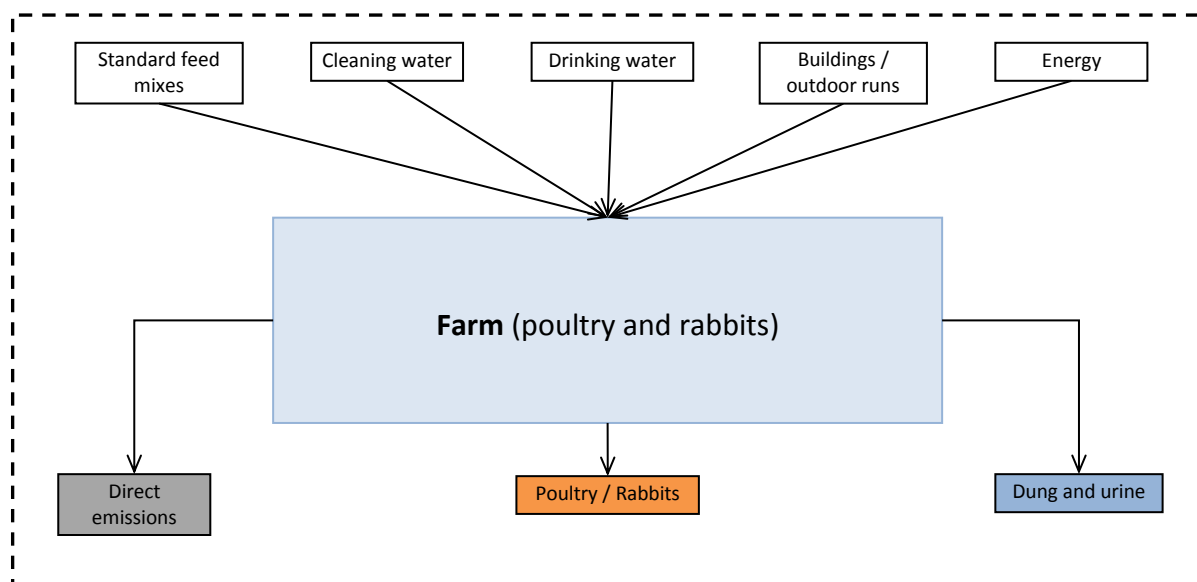 Standard feed
mixes
Cleaning water
Drinking water
Buildings /
outdoor runs
Energy
Farm (poultry and rabbits)
Direct
emissions
Poultry / Rabbits
Dung and urine